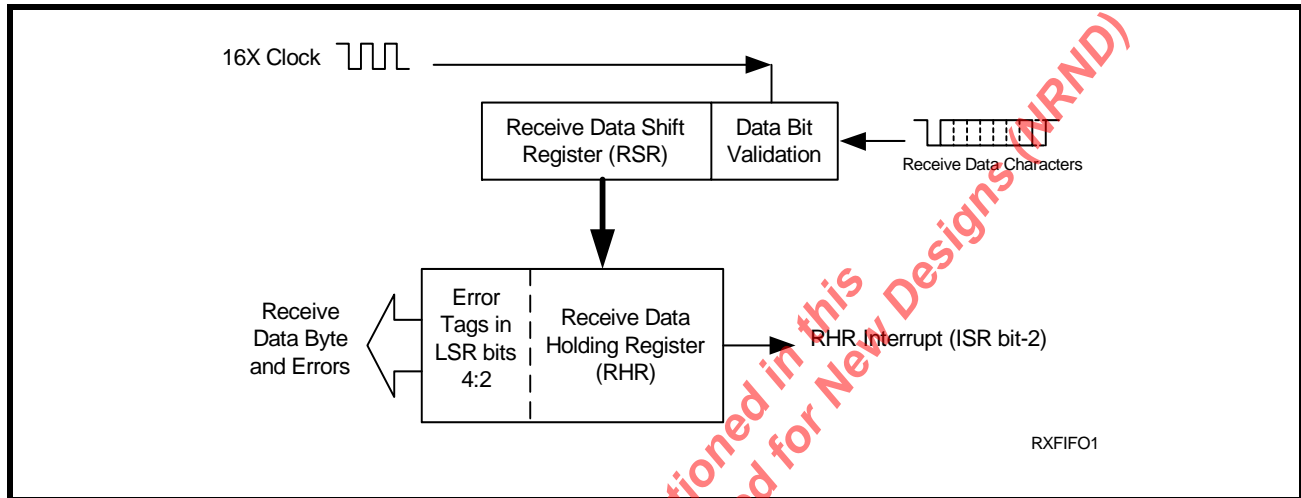 16X Clock
Receive Data Shift
Register (RSR)
Data Bit
Validation
Receive Data Characters
Receive
Data Byte
and Errors
Error
Tags in
LSR bits
4:2
Receive Data
Holding Register
(RHR)
RHR Interrupt (ISR bit-2)
RXFIFO1
tioned in this
ed for New Designs (NRND)